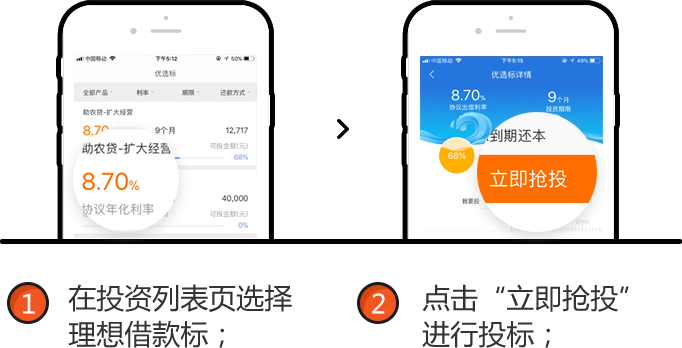 中国移动 下午5:12 50%
优选标
全部产品 利率 期限 还款方式
助农贷-扩大经营
8.70 9个月 12,717
可投金额(元)
68%
助农贷-扩大经营
8.70%
协议年化利率
40,000
可投金额(元)
0%
中国移动 下午5:15 49%
优选标详情
8.70% 9个月
协议出借利率 投资期限
到期还本
68%
立即抢投
我要投
2000
1 在投资列表页选择
理想借款标；
2 点击“立即抢投”
进行投标；